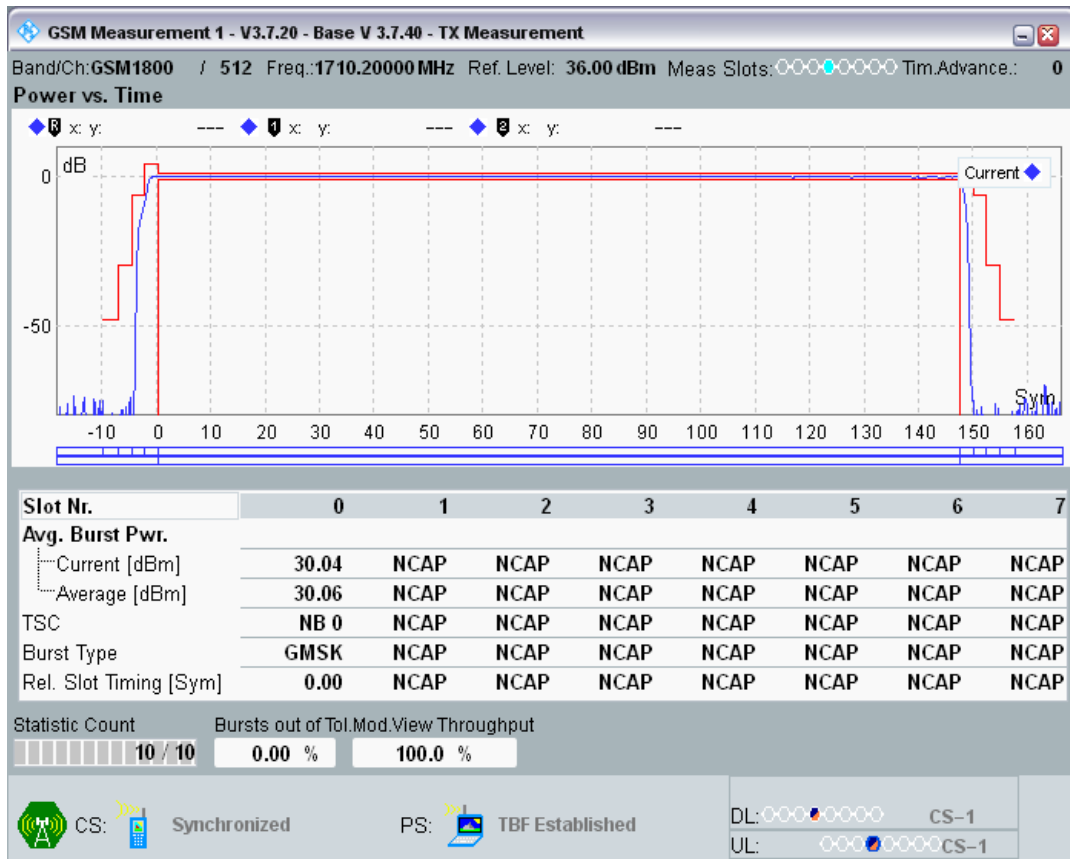 GSM Measurement 1 - V3.7.20 - Base V 3.7.40 - TX Measurement
Band/Ch:GSM1800 / 512 Freq.:1710.20000 MHz Ref. Level: 36.00 dBm Meas Slots: Tim.Advance.: 0
Power vs. Time
R x: y: --- 1 x: y: --- 2 x: y: ---
dB
Current
0
-50
Sym
-10 0 10 20 30 40 50 60 70 80 90 100 110 120 130 140 150 160
Slot Nr. 0 1 2 3 4 5 6 7
Avg. Burst Pwr.
Current [dBm] 30.04 NCAP NCAP NCAP NCAP NCAP NCAP NCAP
Average [dBm] 30.06 NCAP NCAP NCAP NCAP NCAP NCAP NCAP
TSC NB 0 NCAP NCAP NCAP NCAP NCAP NCAP NCAP
Burst Type GMSK NCAP NCAP NCAP NCAP NCAP NCAP NCAP
Rel. Slot Timing [Sym] 0.00 NCAP NCAP NCAP NCAP NCAP NCAP NCAP
Statistic Count Bursts out of Tol.Mod.View Throughput
10 / 10 0.00 % 100.0 %
CS: Synchronized PS: TBF Established DL: CS-1
UL: CS-1